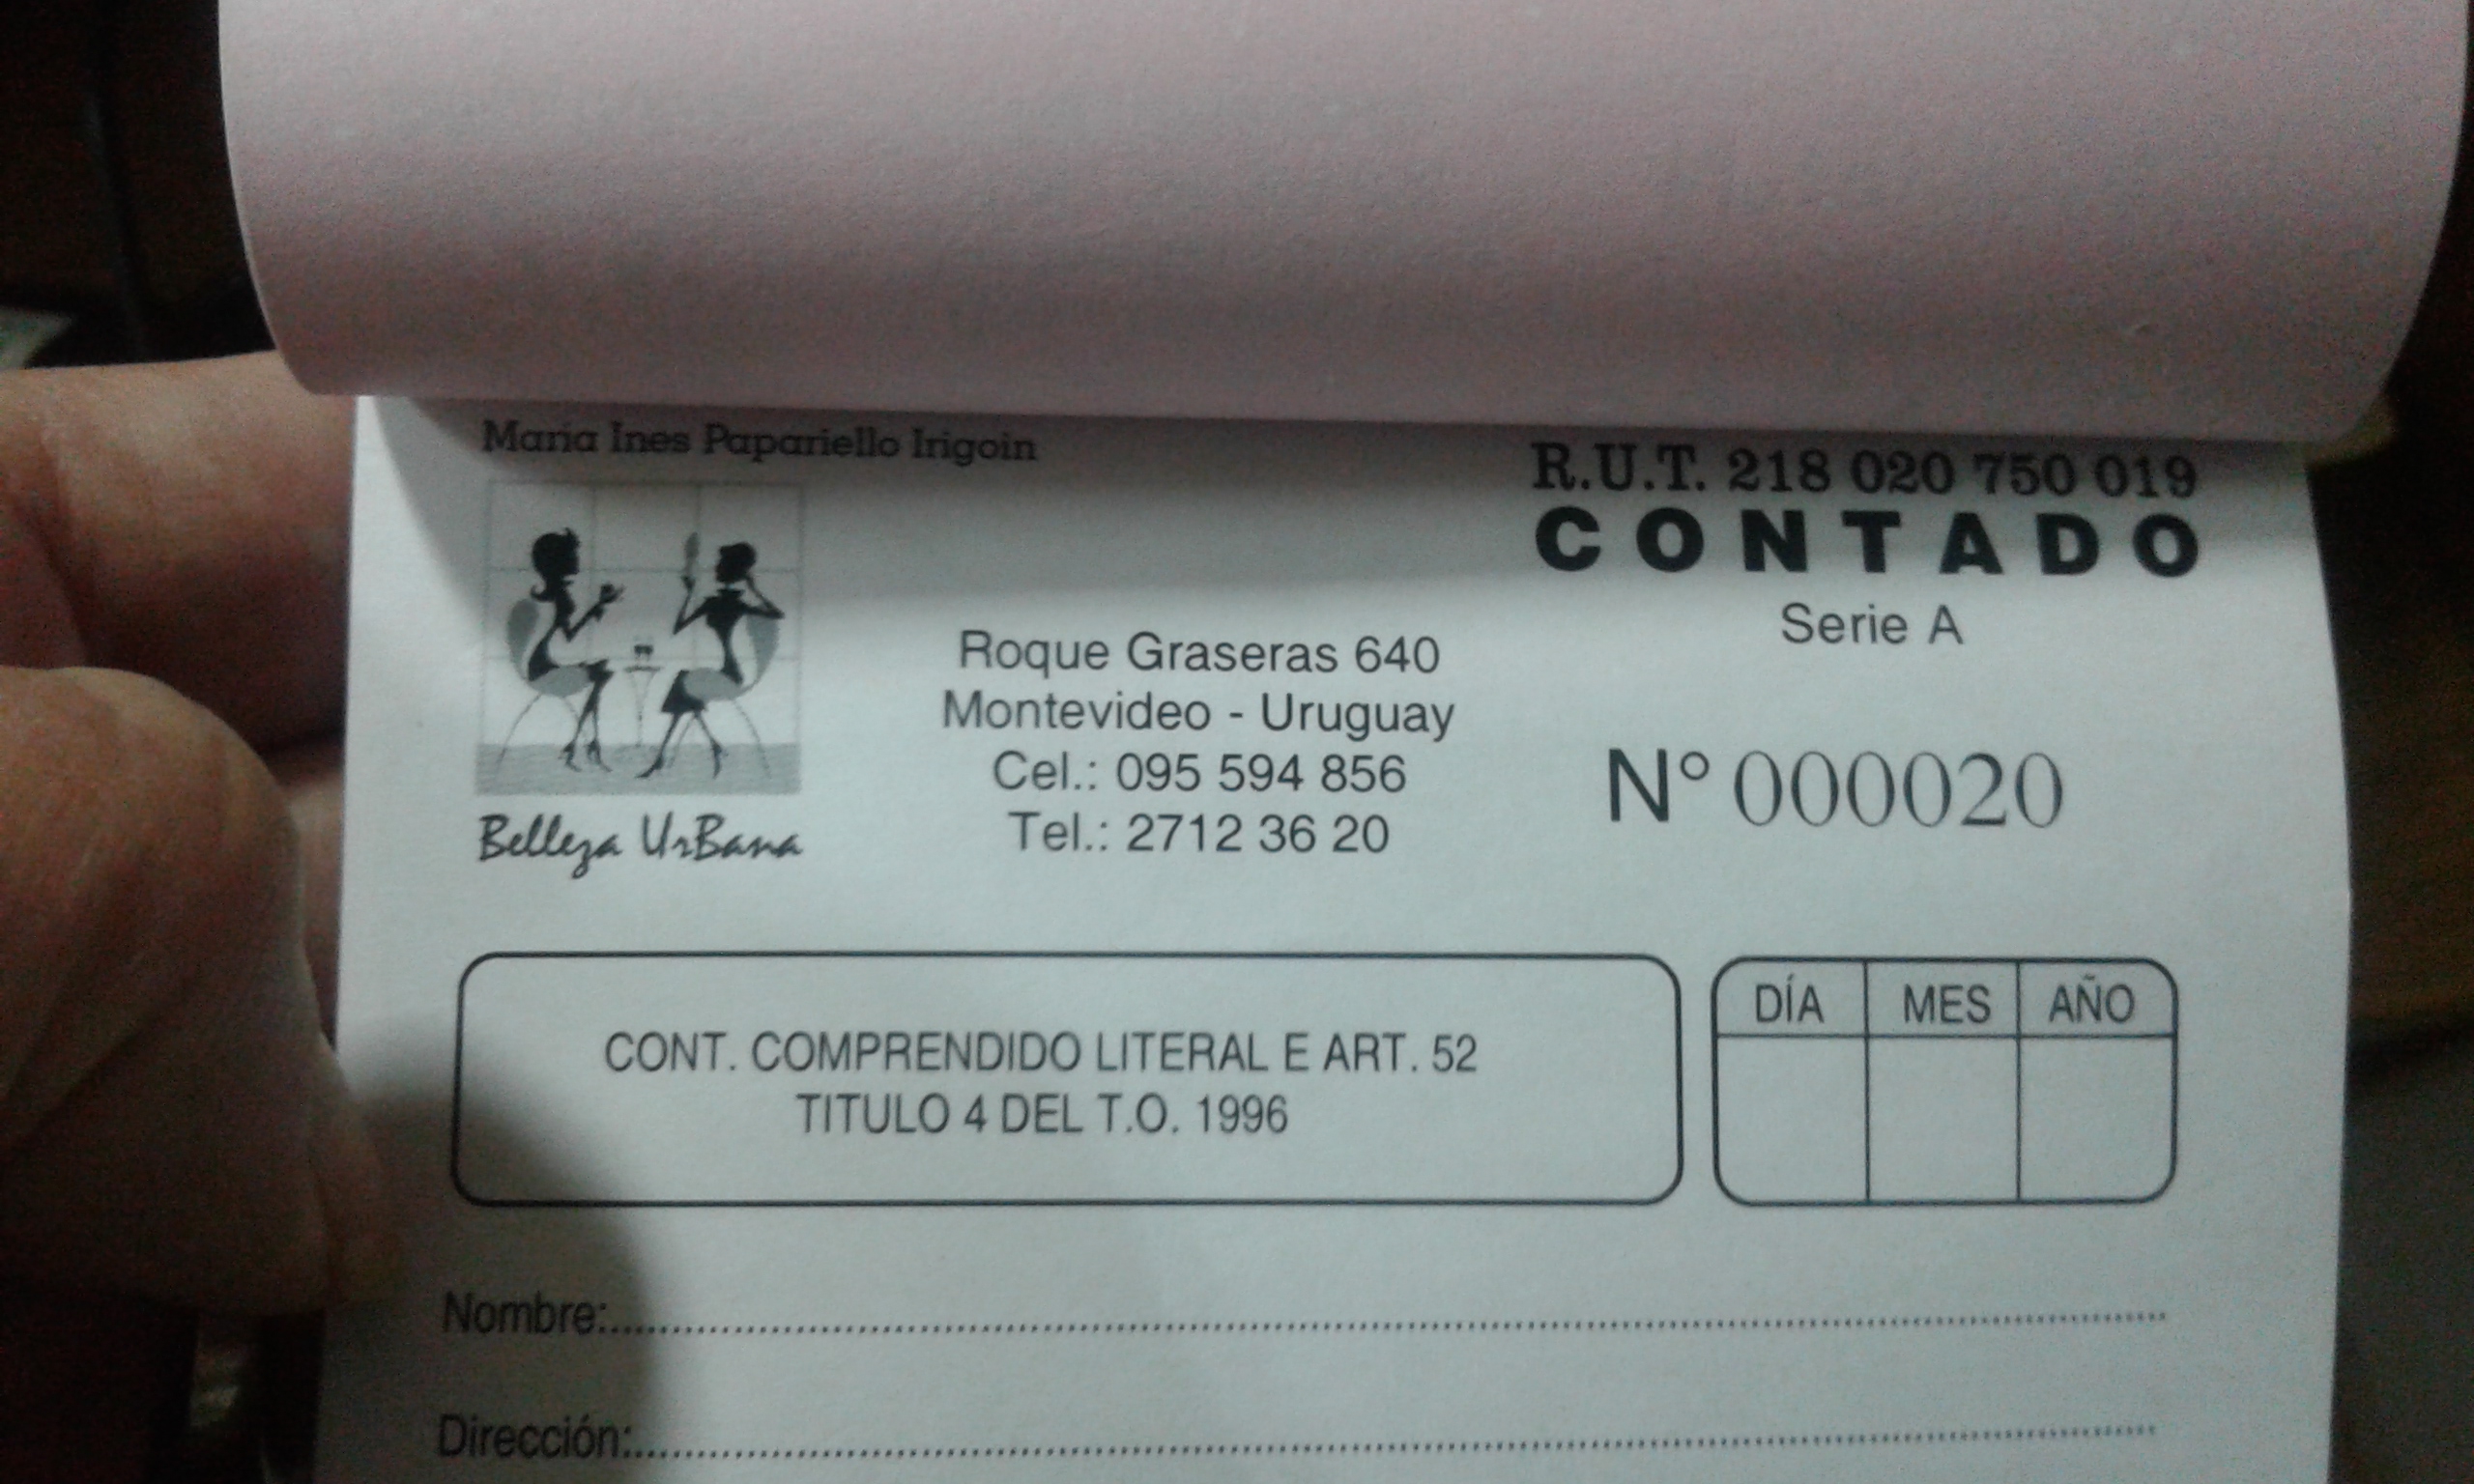 Maria Ines Papariello Irigoin
R.U.T. 218 020 750 019
CONTADO
Serie A
Roque Graseras 640
Montevideo - Uruguay
Cel.: 095 594 856
Tel.: 2712 36 20
Belleza UrBana
N° 000020
CONT. COMPRENDIDO LITERAL E ART. 52
TITULO 4 DEL T.O. 1996
DÍA MES AÑO
Nombre:
Dirección: